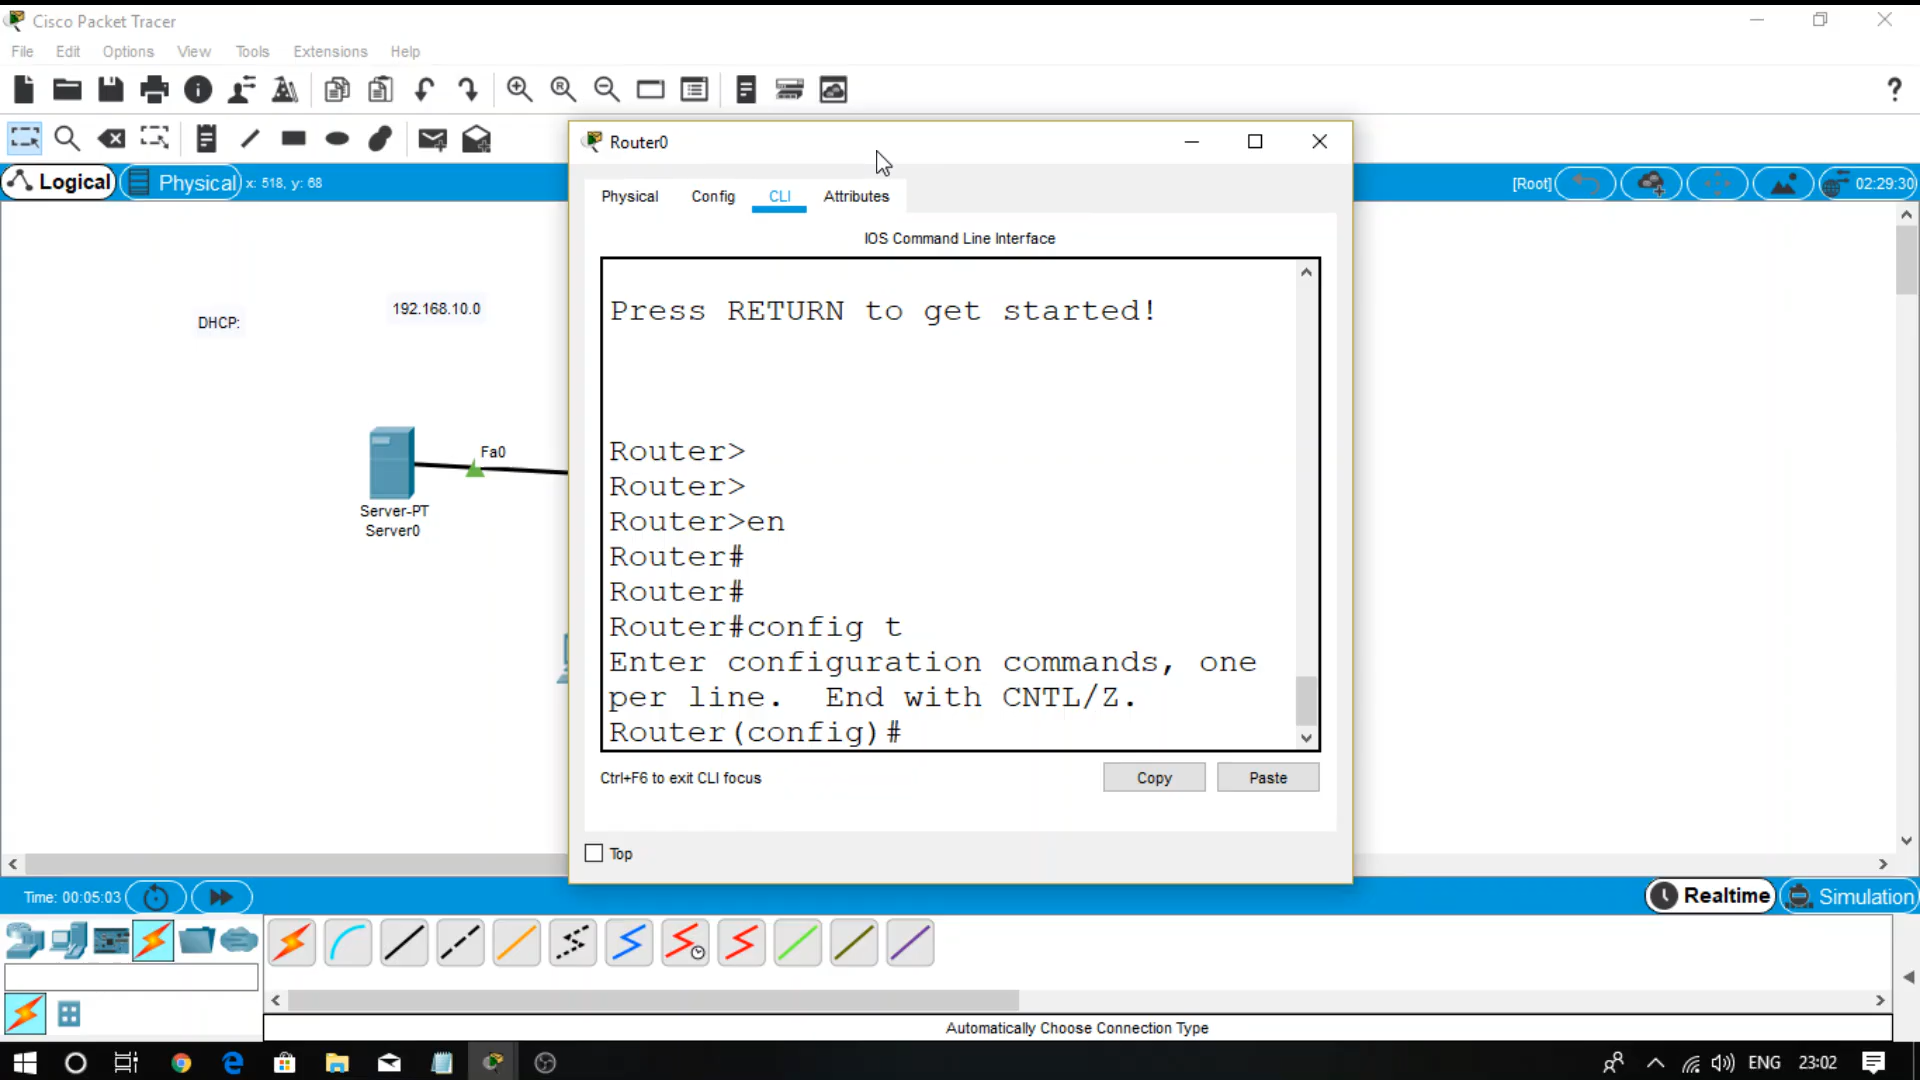 Cisco Packet Tracer
File Edit Options View Tools Extensions Help
Logical Physical x: 518, y: 68
[Root] 02:29:30
DHCP:
192.168.10.0
Fa0
Server-PT
Server0
Router0
Physical Config CLI Attributes
IOS Command Line Interface
Press RETURN to get started!
Router>
Router>
Router>en
Router#
Router#
Router#config t
Enter configuration commands, one
per line.  End with CNTL/Z.
Router(config)#
Ctrl+F6 to exit CLI focus
Copy Paste
Top
Time: 00:05:03
Realtime Simulation
Automatically Choose Connection Type
ENG 23:02